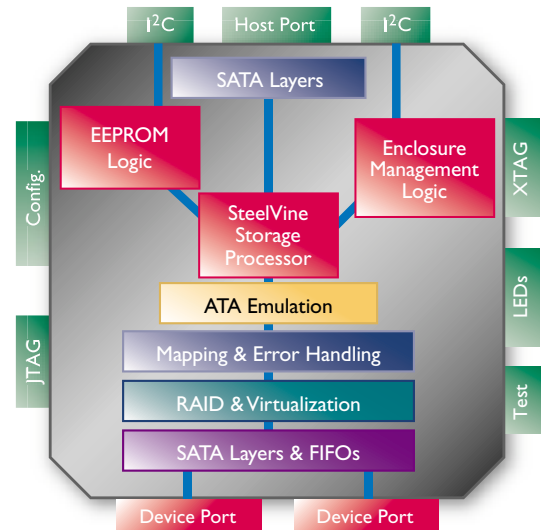 I²C
Host Port
I²C
SATA Layers
EEPROM
Logic
Enclosure
Management
Logic
Config.
XTAG
SteelVine
Storage
Processor
ATA Emulation
LEDs
Mapping & Error Handling
JTAG
RAID & Virtualization
Test
SATA Layers & FIFOs
Device Port
Device Port